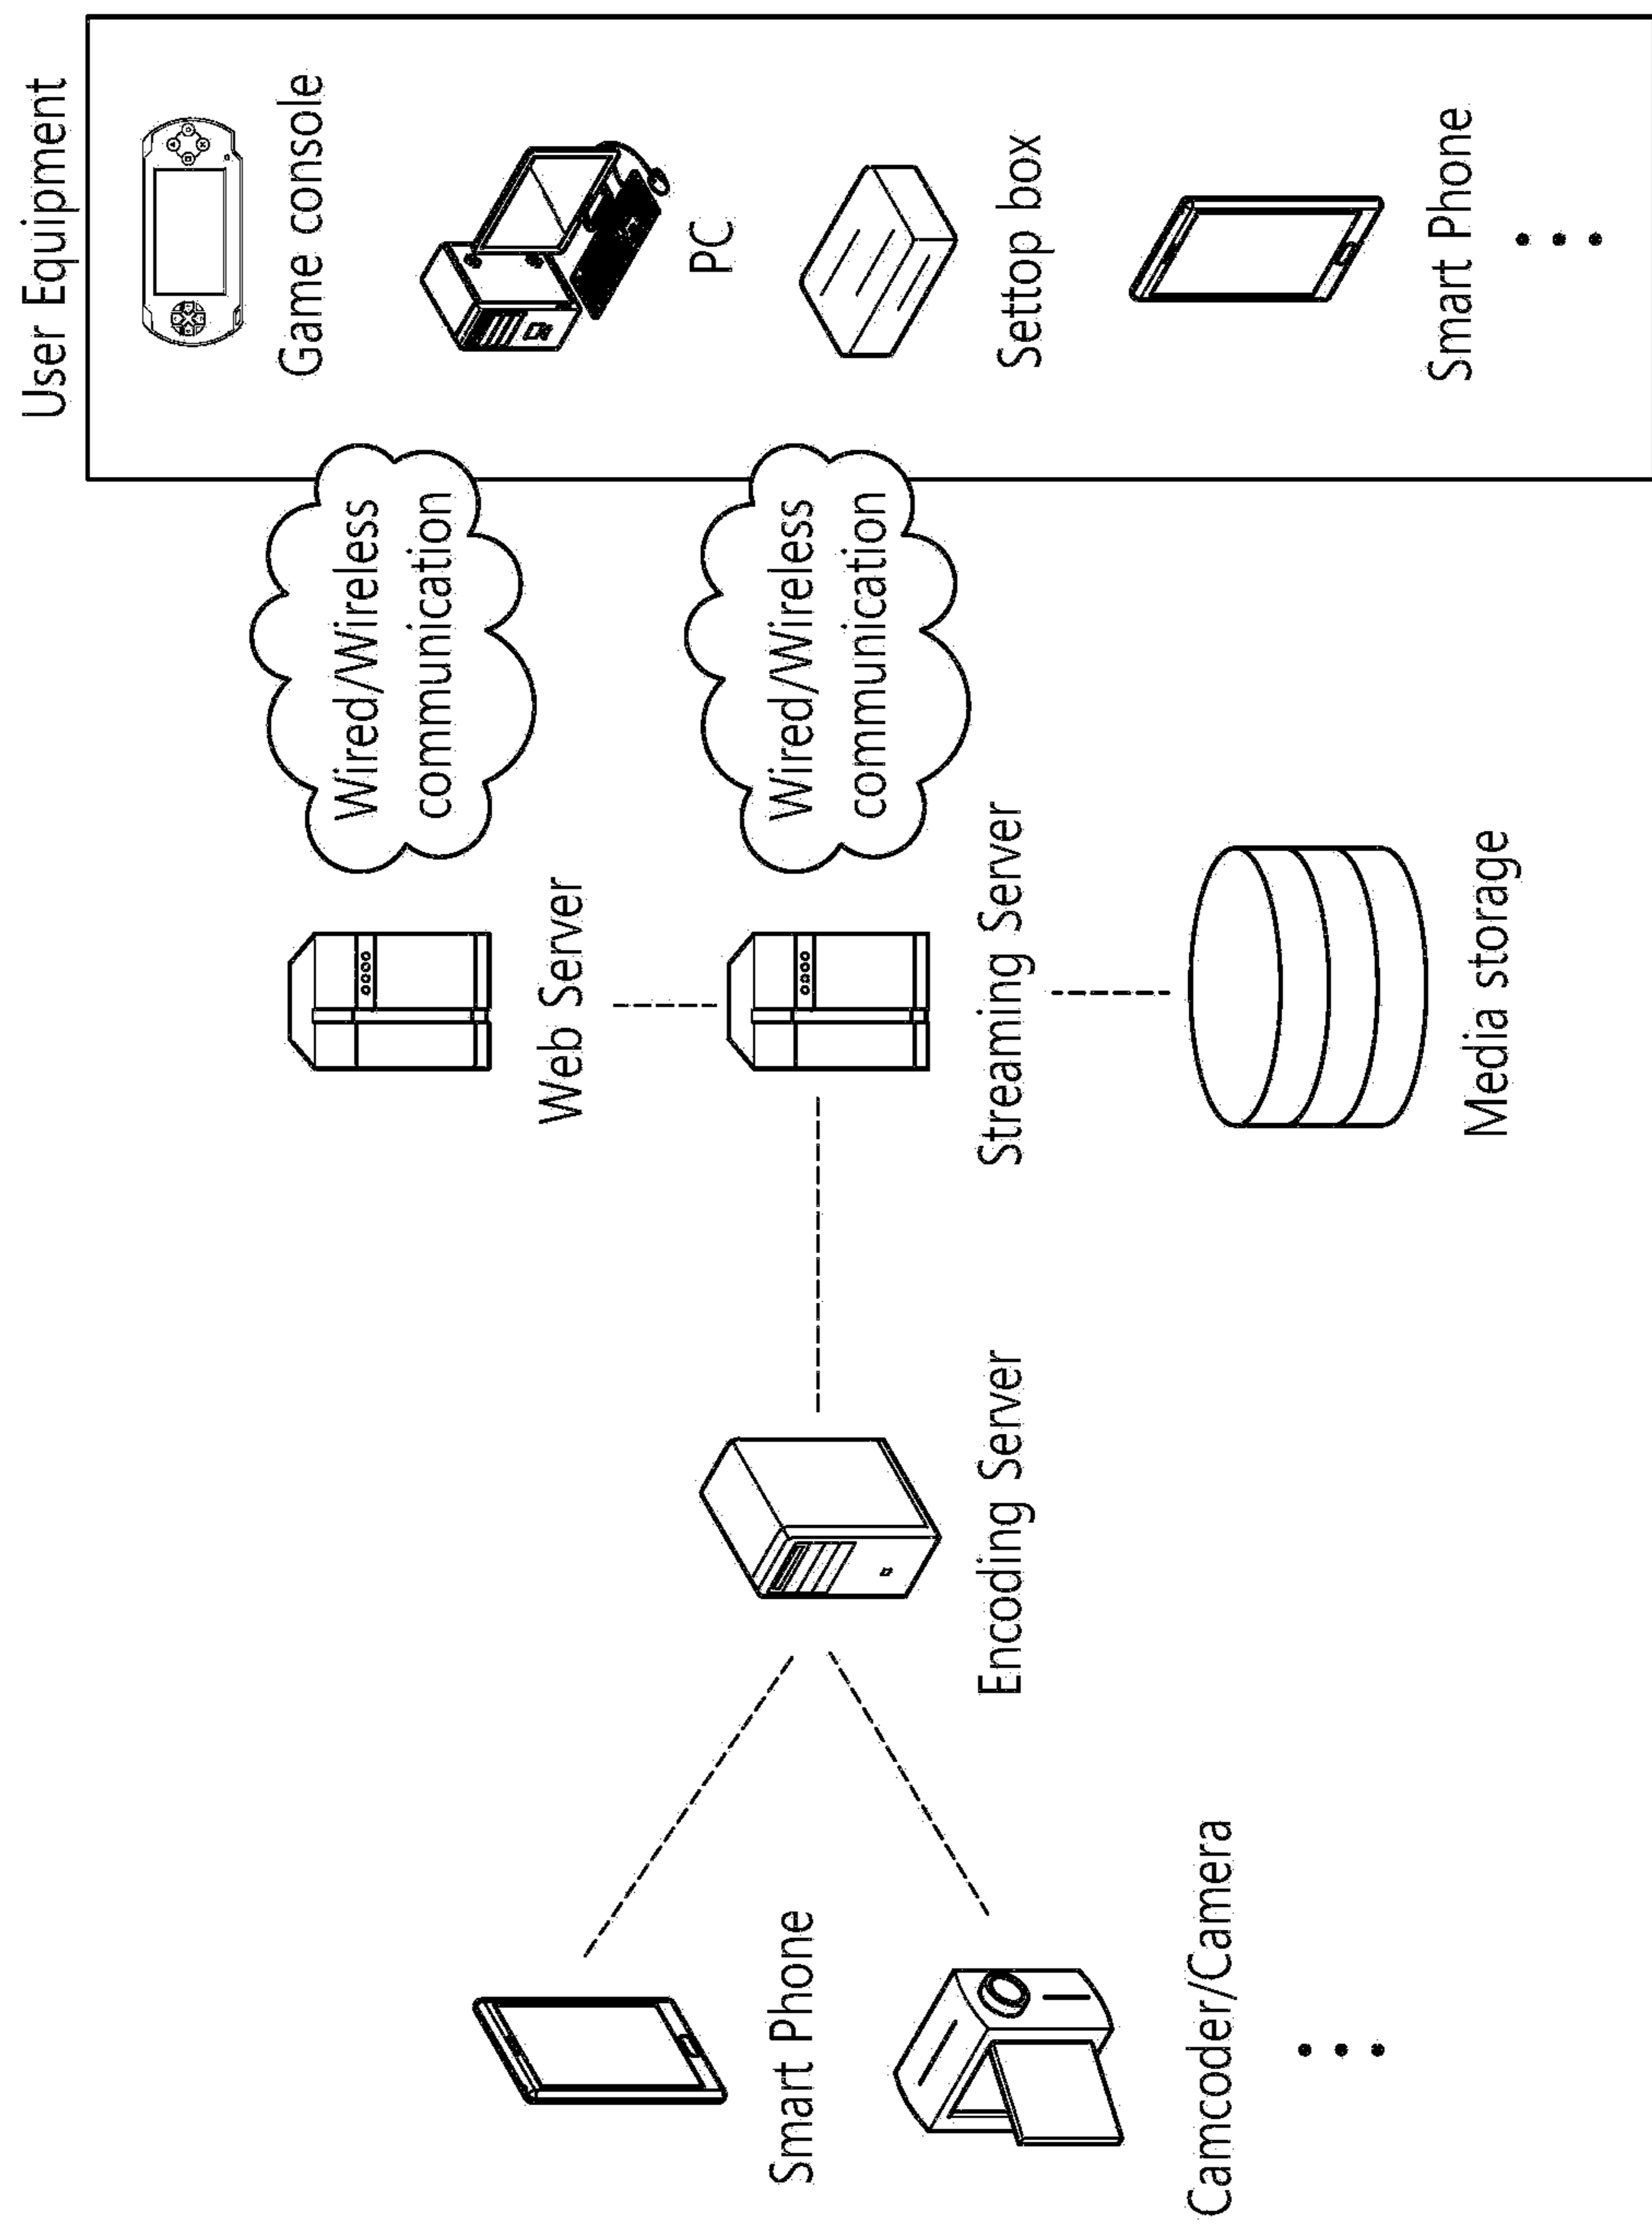 User Equipment
Game console
PC
Settop box
Smart Phone
Wired/Wireless
communication
Wired/Wireless
communication
Web Server
Streaming Server
Media storage
Encoding Server
Smart Phone
Camcoder/Camera